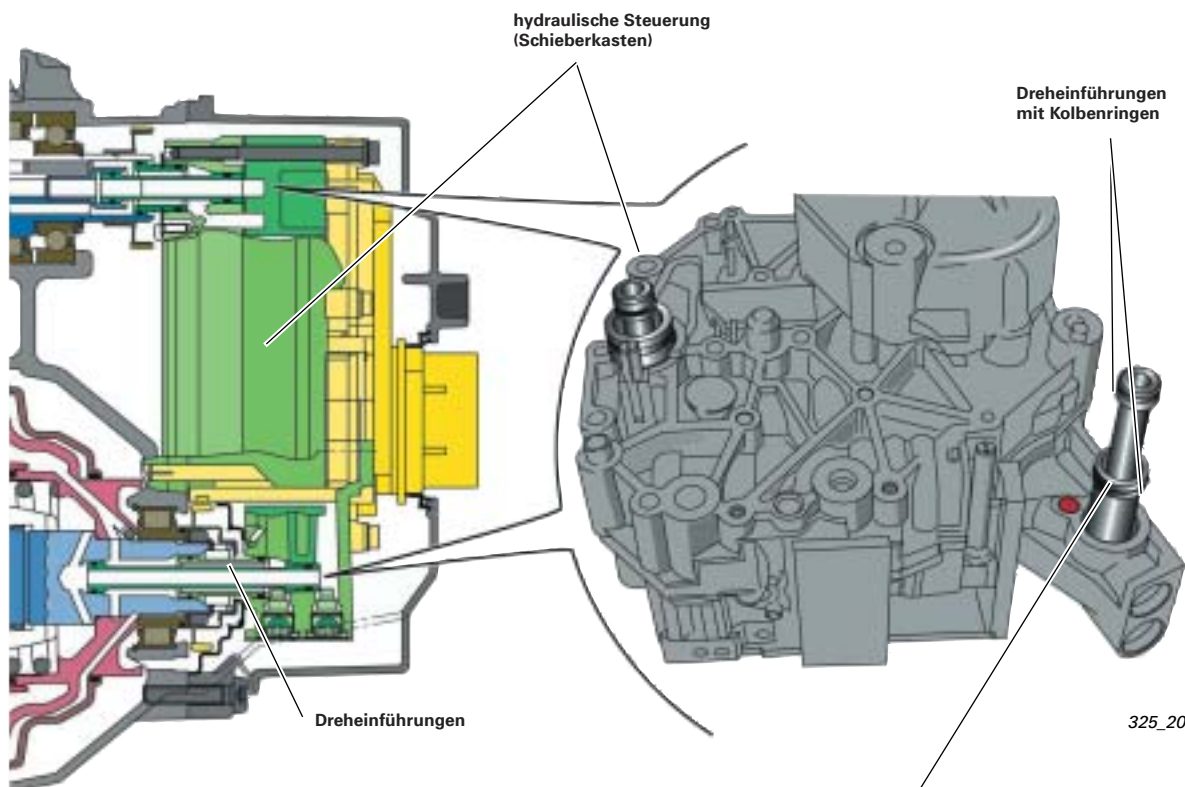 hydraulische Steuerung
(Schieberkasten)
Dreheinführungen
mit Kolbenringen
Dreheinführungen
325_20